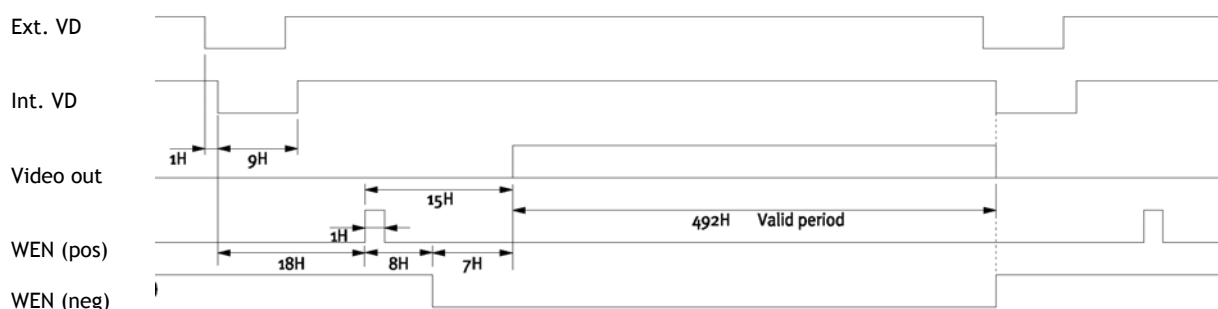 Ext. VD
Int. VD
1H
9H
Video out
15H
492H Valid period
1H
WEN (pos)
18H
8H
7H
WEN (neg)
)